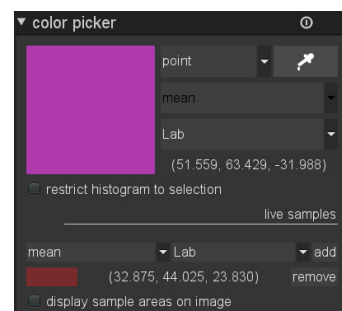 color picker
point
mean
Lab
(51.559, 63.429, -31.988)
restrict histogram to selection
live samples
mean Lab add
(32.875, 44.025, 23.830) remove
display sample areas on image